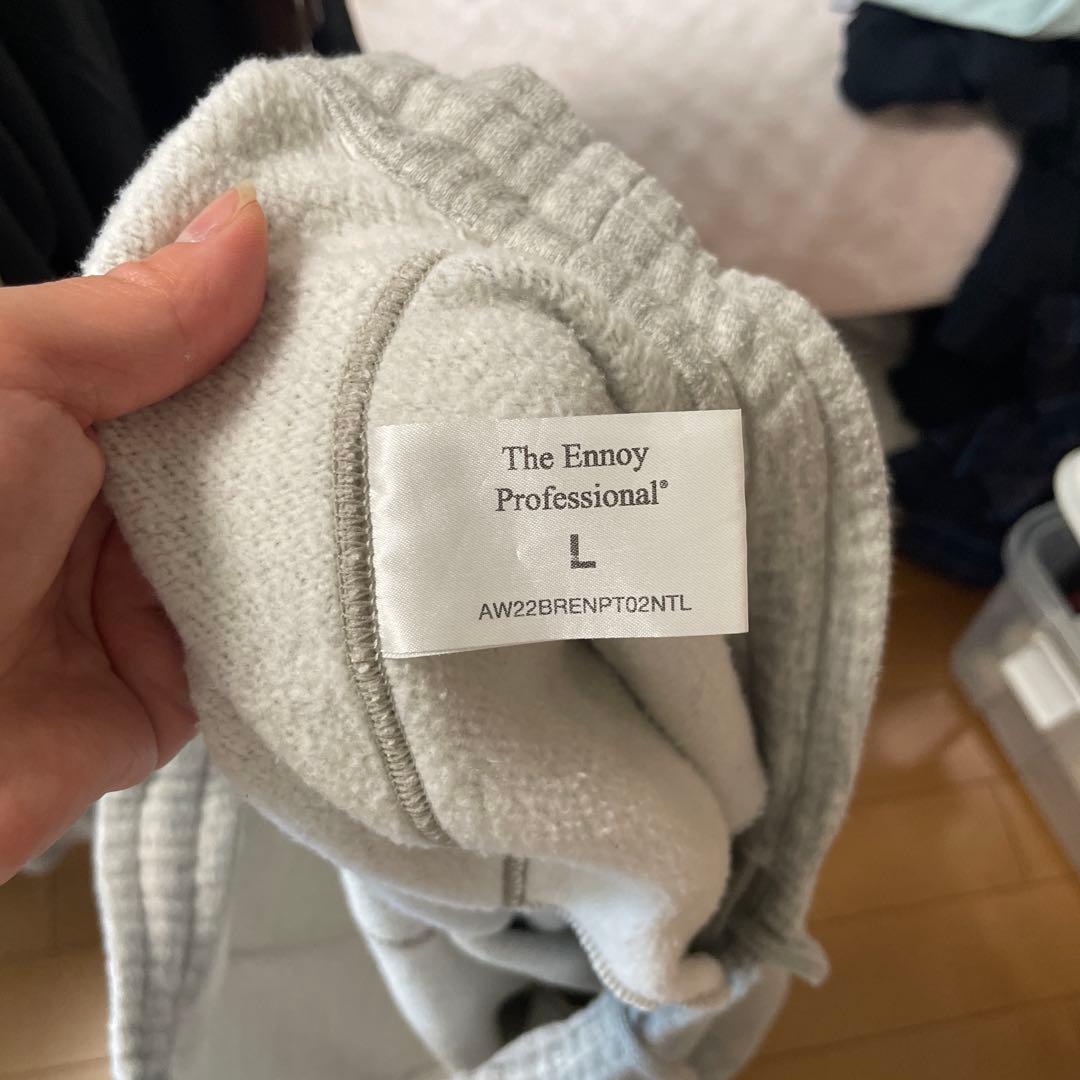 The Ennoy
Professional®
L
AW22BRENPT02NTL